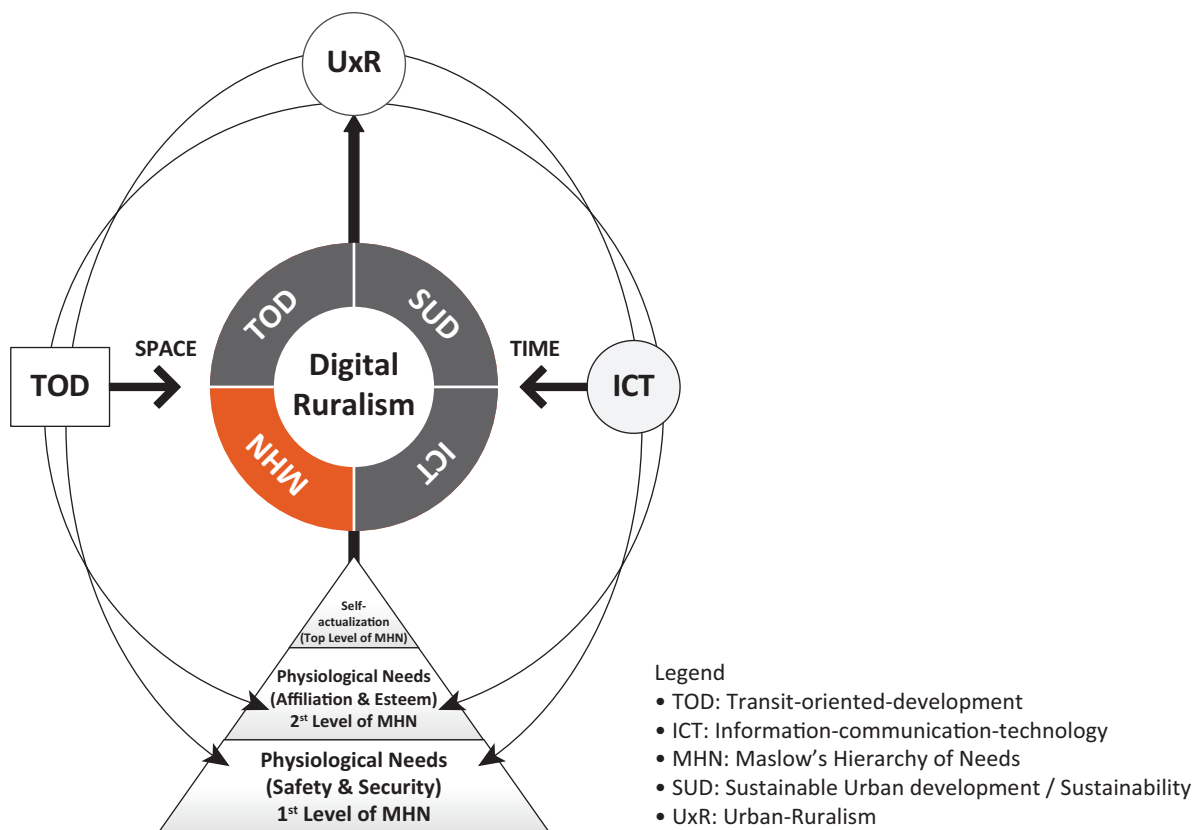 UxR
TOD
SUD
SPACE
TIME
TOD
Digital
Ruralism
ICT
MHN
ICT
Self-
actualization
(Top Level of MHN)
Physiological Needs
(Affiliation & Esteem)
2st Level of MHN
Physiological Needs
(Safety & Security)
1st Level of MHN
Legend
• TOD: Transit-oriented-development
• ICT: Information-communication-technology
• MHN: Maslow’s Hierarchy of Needs
• SUD: Sustainable Urban development / Sustainability
• UxR: Urban-Ruralism